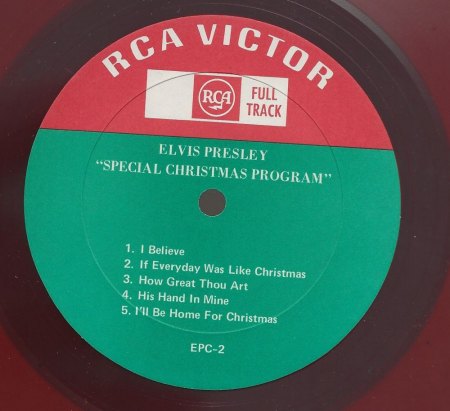 RCA VICTOR
RCA
FULL
TRACK
ELVIS PRESLEY
"SPECIAL CHRISTMAS PROGRAM"
1. I Believe
2. If Everyday Was Like Christmas
3. How Great Thou Art
4. His Hand In Mine
5. I'll Be Home For Christmas
EPC-2